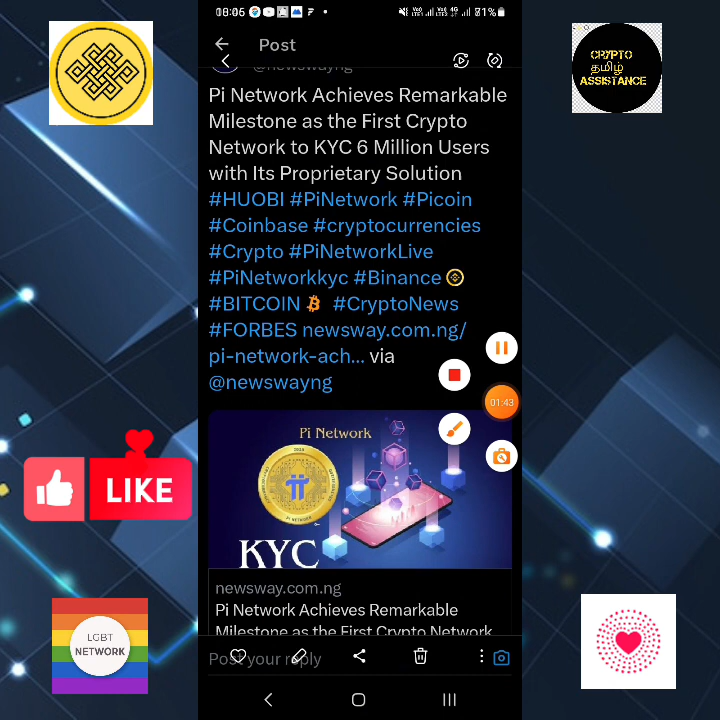 08:06
71%
Post
@newswayng
Pi Network Achieves Remarkable
Milestone as the First Crypto
Network to KYC 6 Million Users
with Its Proprietary Solution
#HUOBI #PiNetwork #Picoin
#Coinbase #cryptocurrencies
#Crypto #PiNetworkLive
#PiNetworkkyc #Binance
#BITCOIN #CryptoNews
#FORBES newsway.com.ng/
pi-network-ach... via
@newswayng
01:43
Pi Network
PI NETWORK
KYC
newsway.com.ng
Pi Network Achieves Remarkable
Milestone as the First Crypto Network
Post your reply
CRYPTO
தமிழ்
ASSISTANCE
LIKE
LGBT
NETWORK